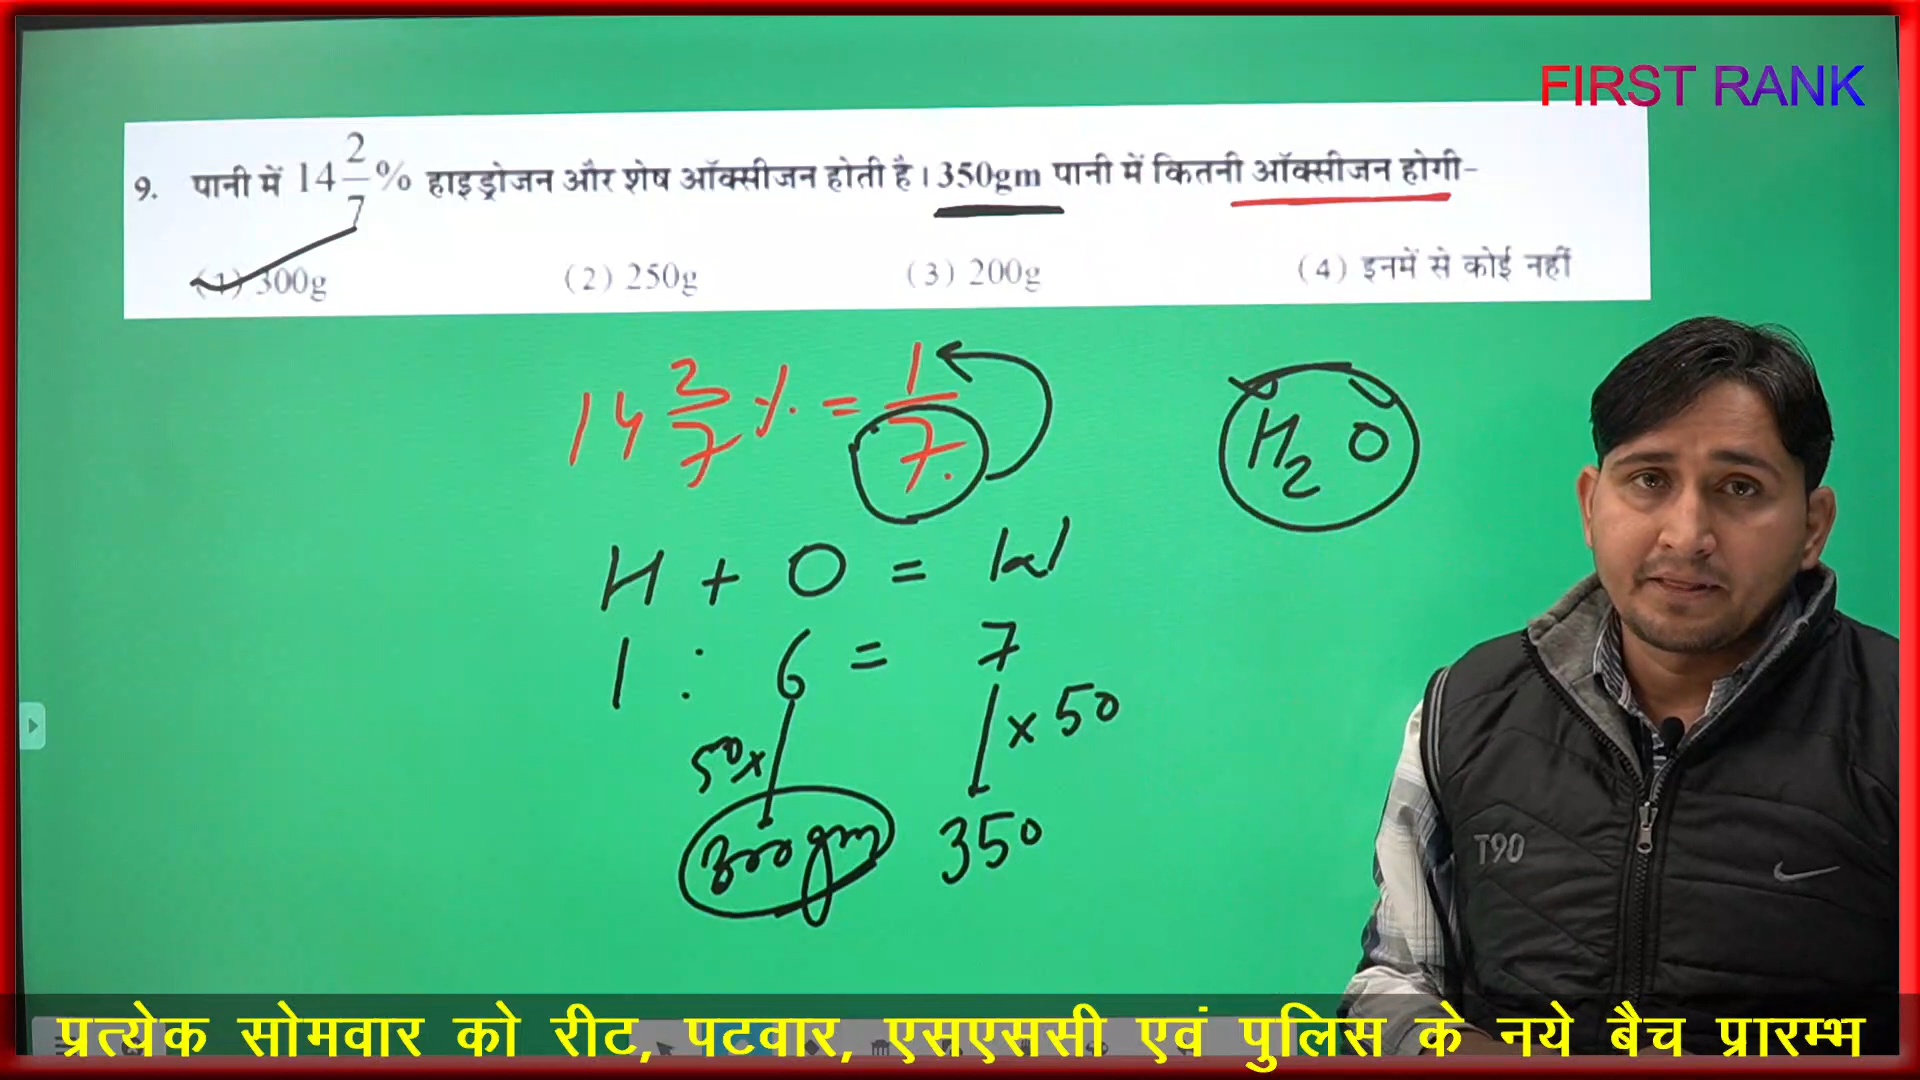 FIRST RANK
9. पानी में 14 2/7 % हाइड्रोजन और शेष ऑक्सीजन होती है। 350gm पानी में कितनी ऑक्सीजन होगी-
(1) 300g (2) 250g (3) 200g (4) इनमें से कोई नहीं
14 2/7 % = 1/7
H2O
H + O = W
1 : 6 = 7
50x x 50
300gm 350
T90
प्रत्येक सोमवार को रीट, पटवार, एसएससी एवं पुलिस के नये बैच प्रारम्भ